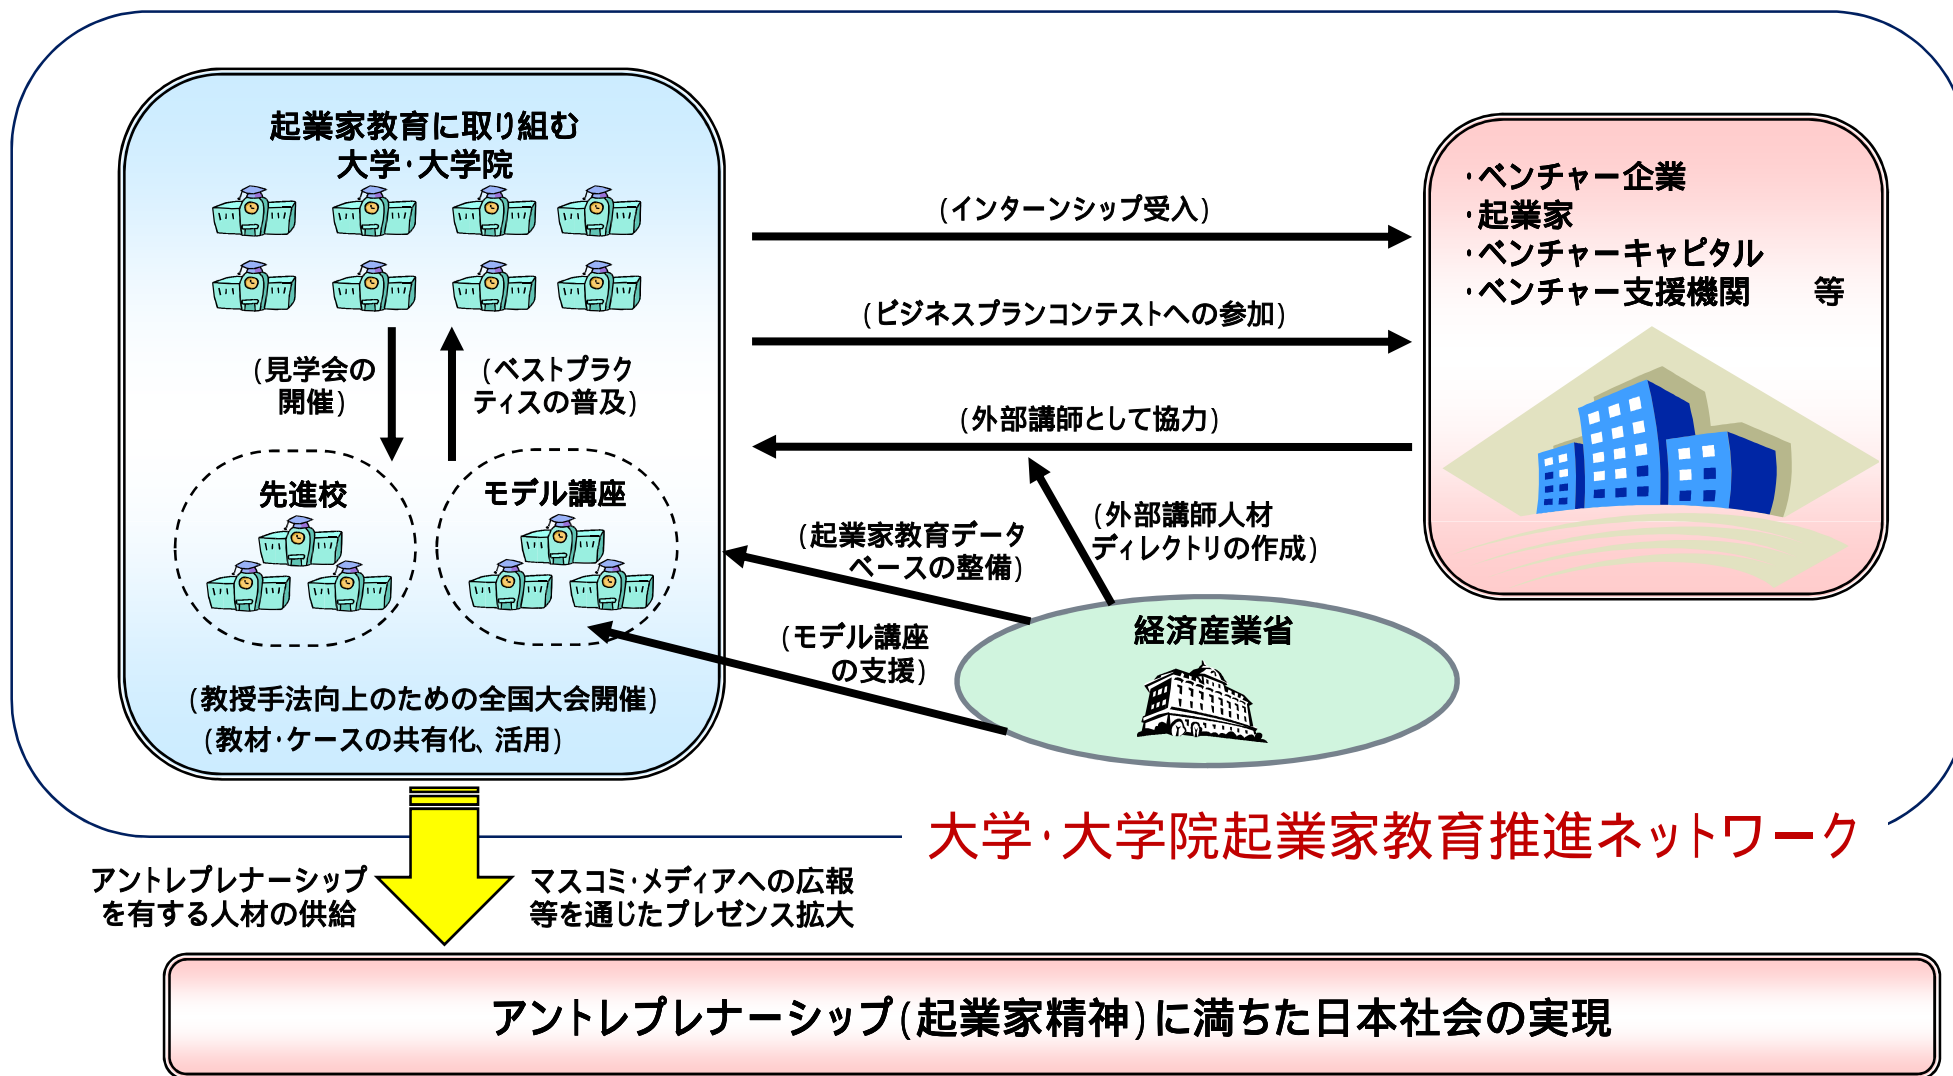 起業家教育に取り組む
大学・大学院
(見学会の
開催)
(ベストプラク
ティスの普及)
先進校
モデル講座
(教授手法向上のための全国大会開催)
(教材・ケースの共有化、活用)
(インターンシップ受入)
(ビジネスプランコンテストへの参加)
(外部講師として協力)
(起業家教育データ
ベースの整備)
(外部講師人材
ディレクトリの作成)
(モデル講座
の支援)
経済産業省
・ベンチャー企業
・起業家
・ベンチャーキャピタル
・ベンチャー支援機関　　等
大学・大学院起業家教育推進ネットワーク
アントレプレナーシップ
を有する人材の供給
マスコミ・メディアへの広報
等を通じたプレゼンス拡大
アントレプレナーシップ(起業家精神)に満ちた日本社会の実現